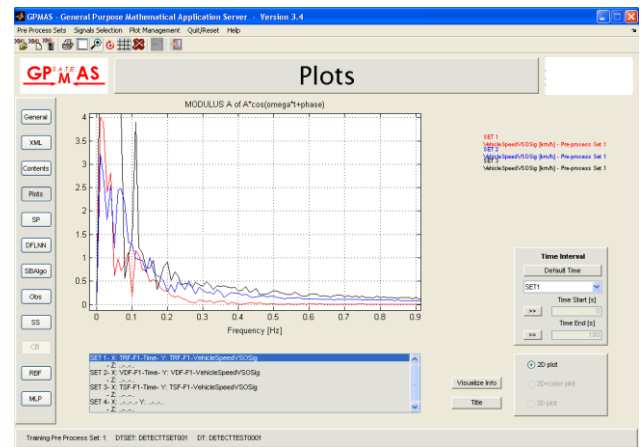 GPMAS - General Purpose Mathematical Application Server - Version 3.4
Pre Process Sets Signals Selection Plot Management Quit/Reset Help
GP GATE MAS
Plots
General
XML
Contents
Plots
SP
DFLNN
SBAlgo
Obs
SS
CB
RBF
MLP
MODULUS A of A*cos(omega*t+phase)
4
3.5
3
2.5
2
1.5
1
0.5
0
0 0.1 0.2 0.3 0.4 0.5 0.6 0.7 0.8 0.9
Frequency [Hz]
SET 1
VehicleSpeedVSOSig [km/h] - Pre-process Set 1
SET 2
VehicleSpeedVSOSig [km/h] - Pre-process Set 1
SET 3
VehicleSpeedVSOSig [km/h] - Pre-process Set 1
Time Interval
Default Time
SET1
Time Start [s]
>> 0
Time End [s]
>> 100
SET 1- X: TRF-F1-Time- Y: TRF-F1-VehicleSpeedVSOSig
- Z: .-.-.
SET 2- X: VDF-F1-Time- Y: VDF-F1-VehicleSpeedVSOSig
- Z: .-.-.
SET 3- X: TSF-F1-Time- Y: TSF-F1-VehicleSpeedVSOSig
- Z: .-.-.
SET 4- X: .-.-.- Y: .-.-.
- Z: .-.-.
Visualize Info
Title
2D plot
2D+color plot
3D plot
Training Pre Process Set: 1 DTSET: DETECTTSET001 DT: DETECTTEST0001